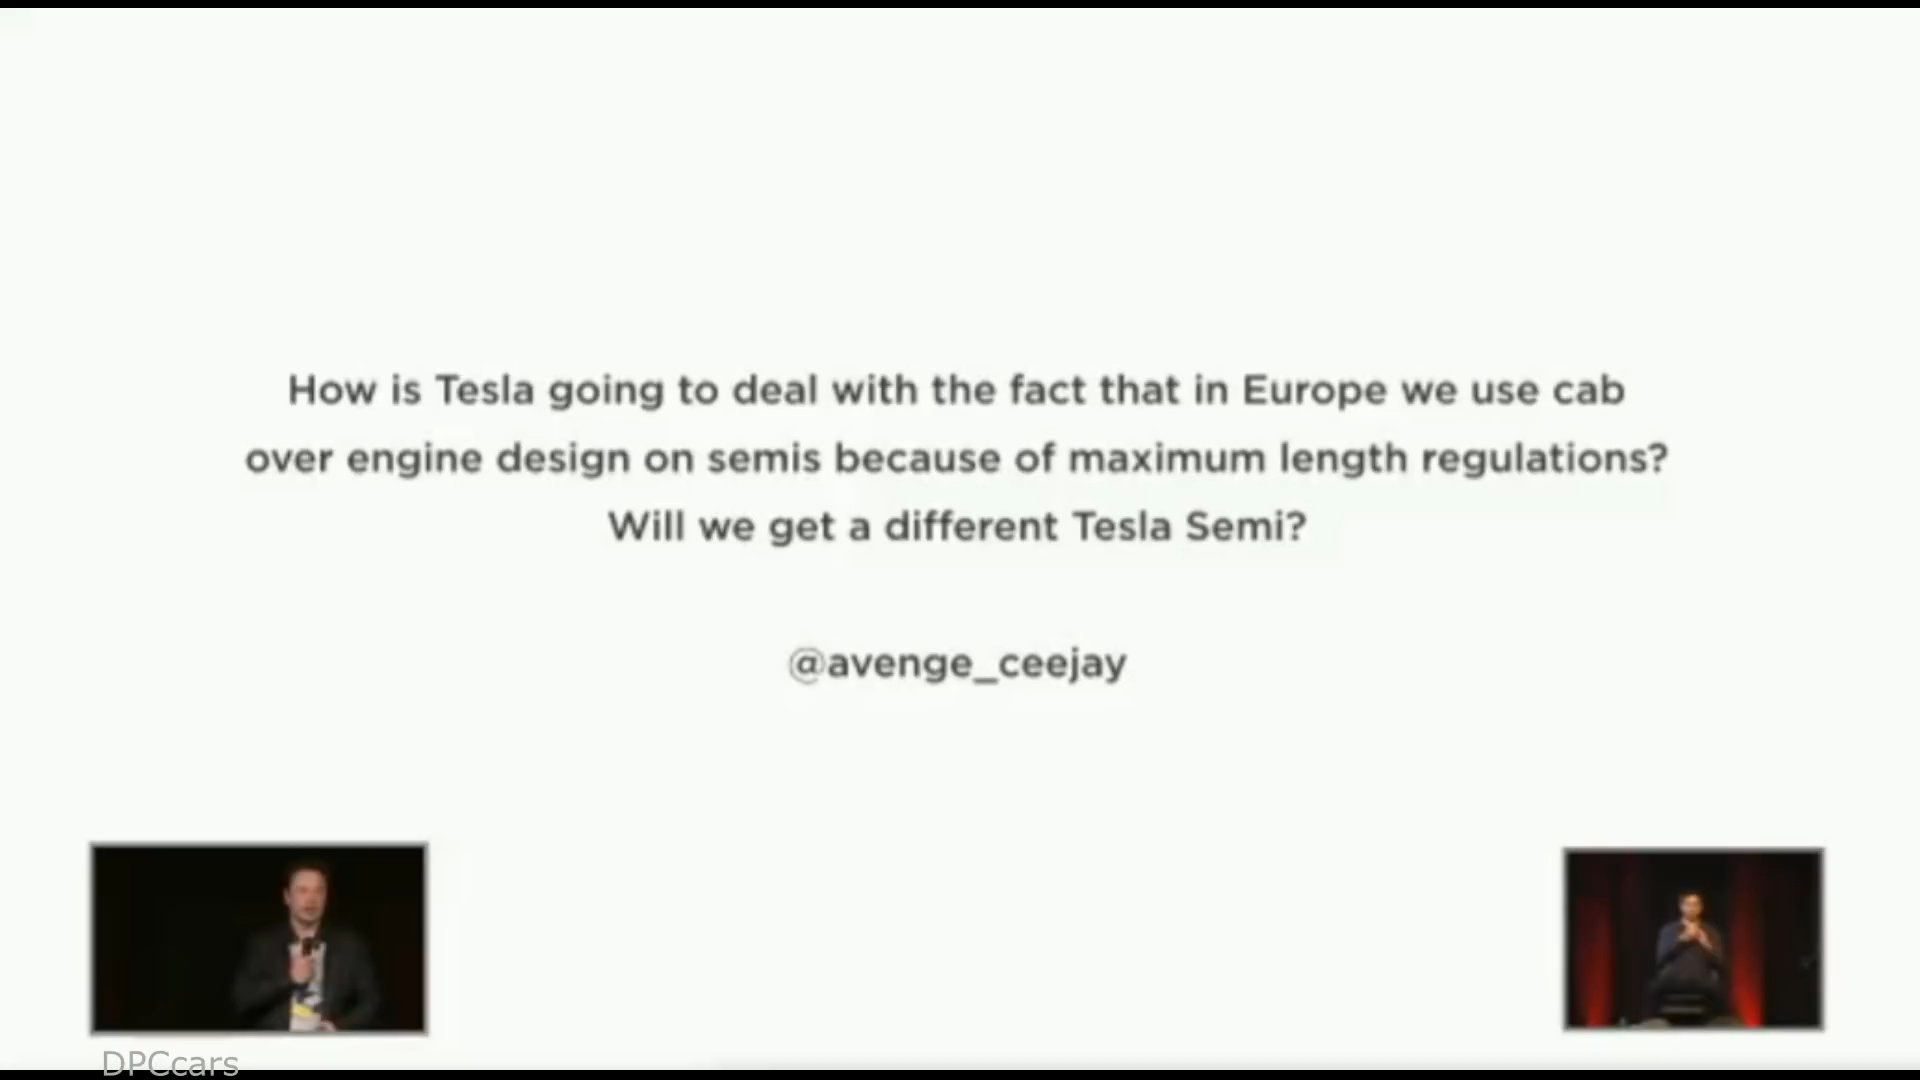 How is Tesla going to deal with the fact that in Europe we use cab
over engine design on semis because of maximum length regulations?
Will we get a different Tesla Semi?
@avenge_ceejay
DPCcars